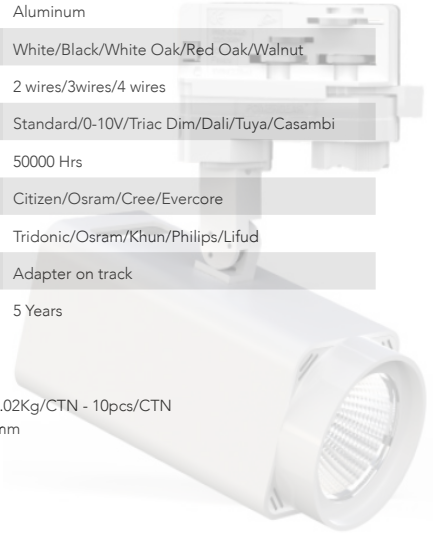 Aluminum
White/Black/White Oak/Red Oak/Walnut
2 wires/3wires/4 wires
Standard/0-10V/Triac Dim/Dali/Tuya/Casambi
50000 Hrs
Citizen/Osram/Cree/Evercore
Tridonic/Osram/Khun/Philips/Lifud
Adapter on track
5 Years
.02Kg/CTN - 10pcs/CTN
mm